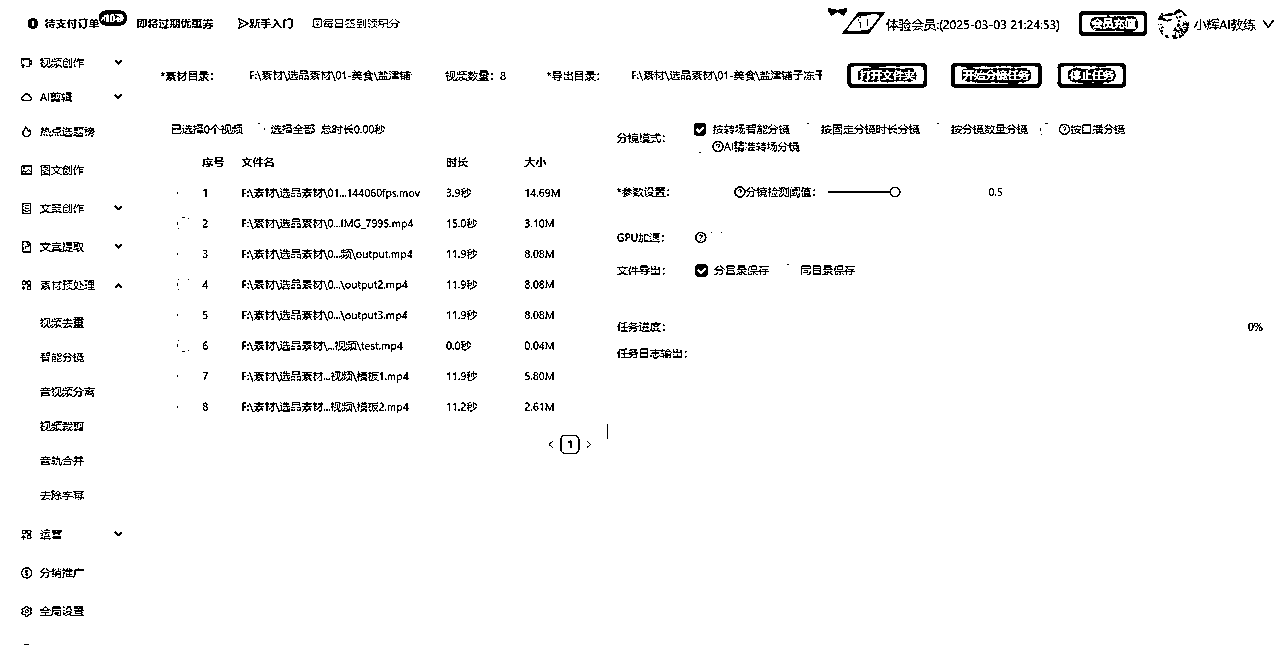 待支付订单 即将过期优惠券 新手入门 每日签到领积分 体验会员:(2025-03-03 21:24:53) 会员充值 小辉AI教练
视频创作
AI剪辑
热点选题榜
图文创作
文案创作
文案提取
素材预处理
视频去重
智能分镜
音视频分离
视频裁剪
音轨合并
去除字幕
运营
分销推广
全局设置
*素材目录: F:\素材\选品素材\01-美食\盐津铺 视频数量: 8 *导出目录: F:\素材\选品素材\01-美食\盐津铺子冻干 打开文件夹 开始分镜任务 停止任务
已选择0个视频 选择全部 总时长0.00秒
序号 文件名 时长 大小
1 F:\素材\选品素材\01...144060fps.mov 3.9秒 14.69M
2 F:\素材\选品素材\0...IMG_7995.mp4 15.0秒 3.10M
3 F:\素材\选品素材\0...频\output.mp4 11.9秒 8.08M
4 F:\素材\选品素材\0...\output2.mp4 11.9秒 8.08M
5 F:\素材\选品素材\0...\output3.mp4 11.9秒 8.08M
6 F:\素材\选品素材\...视频\test.mp4 0.0秒 0.04M
7 F:\素材\选品素材...视频\模板1.mp4 11.9秒 5.80M
8 F:\素材\选品素材...视频\模板2.mp4 11.2秒 2.61M
1
分镜模式: 按转场智能分镜 按固定分镜时长分镜 按分镜数量分镜 按口播分镜
AI精准转场分镜
*参数设置: 分镜检测阈值: 0.5
GPU加速:
文件导出: 分目录保存 同目录保存
任务进度: 0%
任务日志输出: